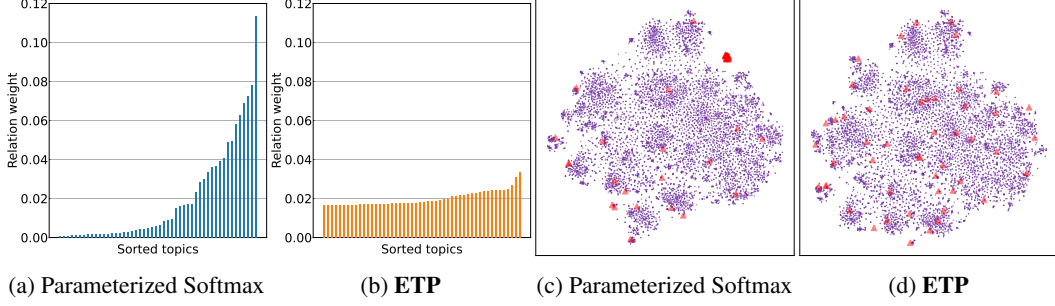 0.12
0.10
0.08
0.06
0.04
0.02
0.00
Relation weight
Sorted topics
0.12
0.10
0.08
0.06
0.04
0.02
0.00
Relation weight
Sorted topics
(a) Parameterized Softmax
(b) ETP
(c) Parameterized Softmax
(d) ETP